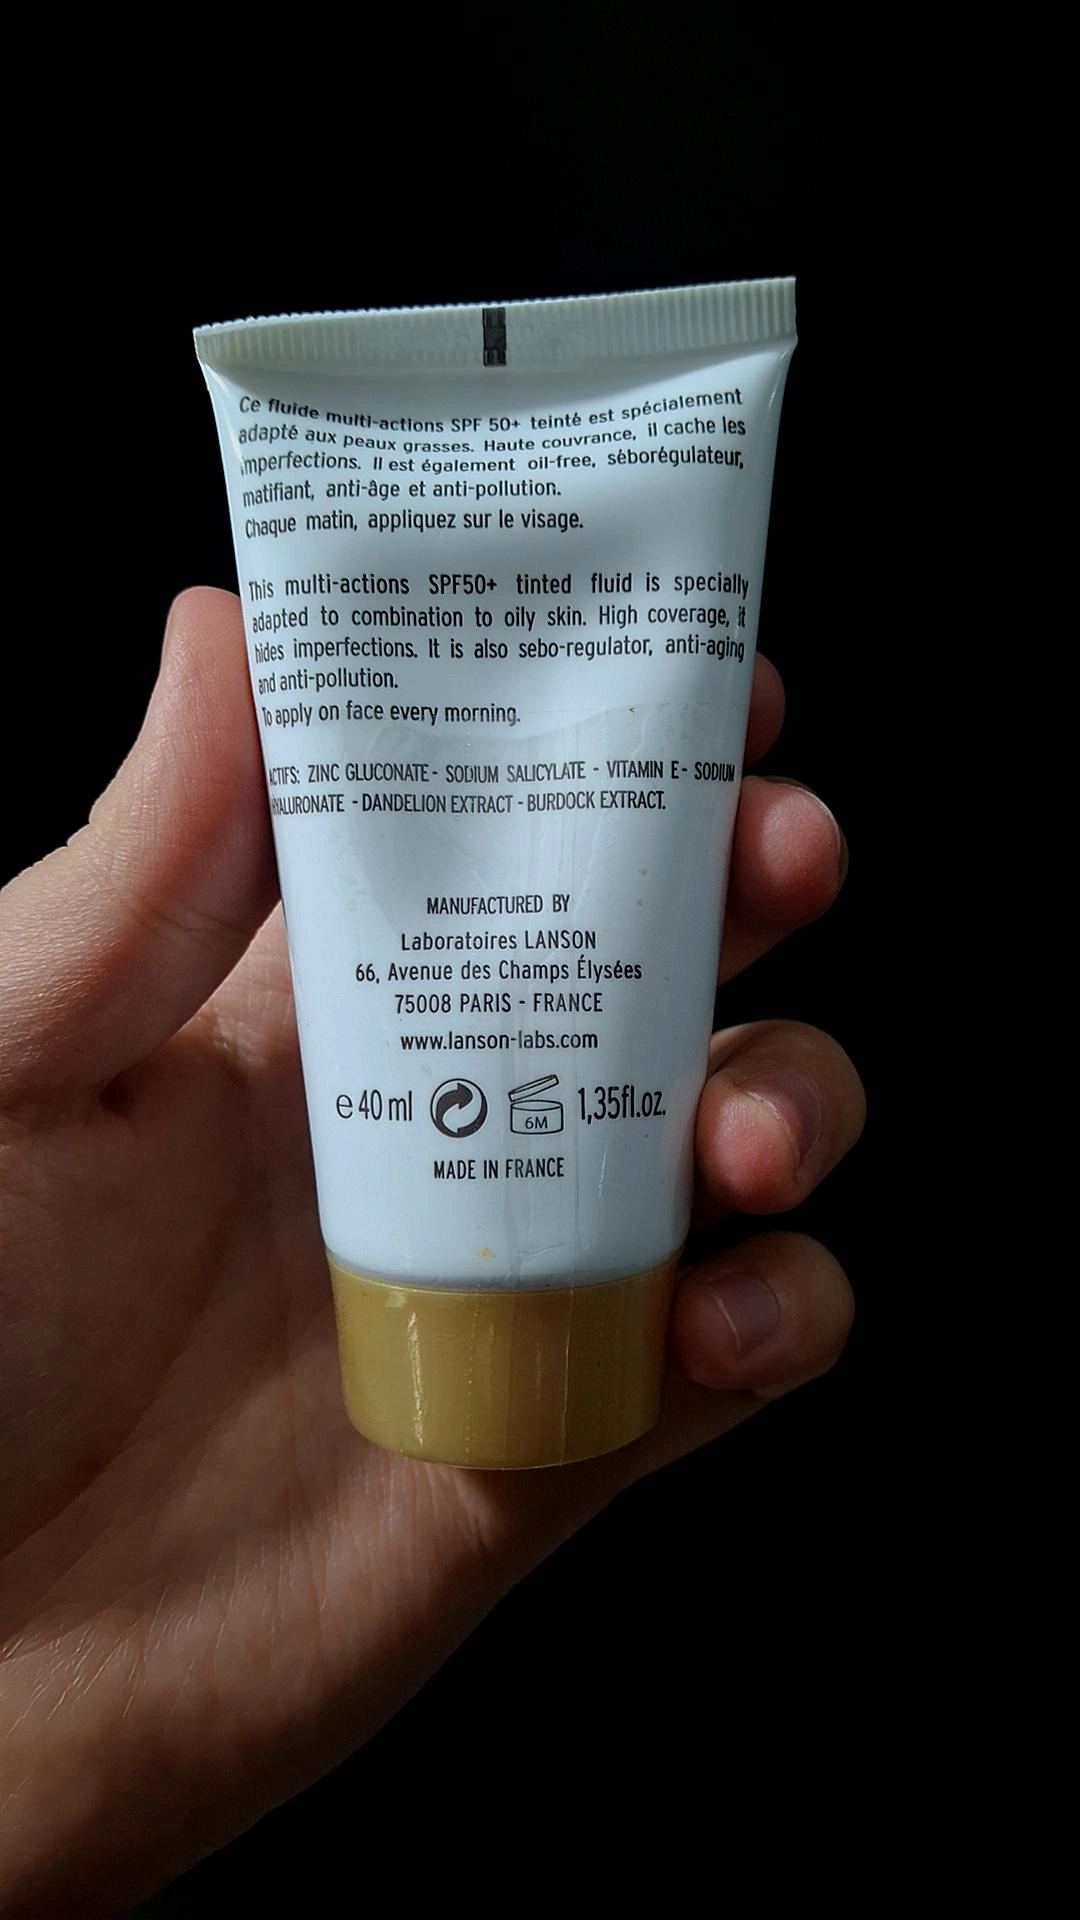 Ce fluide multi-actions SPF 50+ teinté est spécialement
adapté aux peaux grasses. Haute couvrance, il cache les
imperfections. Il est également oil-free, séborégulateur,
matifiant, anti-âge et anti-pollution.
Chaque matin, appliquez sur le visage.
This multi-actions SPF50+ tinted fluid is specially
adapted to combination to oily skin. High coverage, it
hides imperfections. It is also sebo-regulator, anti-aging
and anti-pollution.
To apply on face every morning.
ACTIFS: ZINC GLUCONATE - SODIUM SALICYLATE - VITAMIN E - SODIUM
HYALURONATE - DANDELION EXTRACT - BURDOCK EXTRACT.
MANUFACTURED BY
Laboratoires LANSON
66, Avenue des Champs Élysées
75008 PARIS - FRANCE
www.lanson-labs.com
e 40 ml 6M 1,35fl.oz.
MADE IN FRANCE